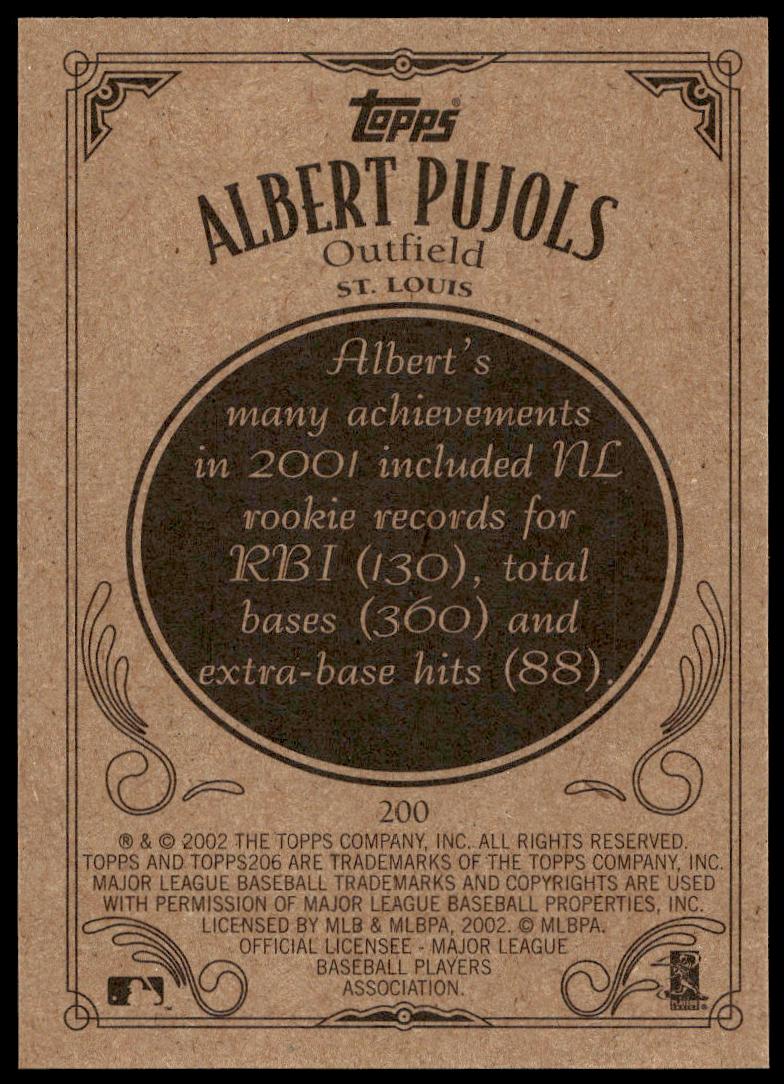 Topps®
ALBERT PUJOLS
Outfield
ST. LOUIS
Albert's
many achievements
in 2001 included NL
rookie records for
RBI (130), total
bases (360) and
extra-base hits (88).
200
® & © 2002 THE TOPPS COMPANY, INC. ALL RIGHTS RESERVED.
TOPPS AND TOPPS206 ARE TRADEMARKS OF THE TOPPS COMPANY, INC.
MAJOR LEAGUE BASEBALL TRADEMARKS AND COPYRIGHTS ARE USED
WITH PERMISSION OF MAJOR LEAGUE BASEBALL PROPERTIES, INC.
LICENSED BY MLB & MLBPA, 2002. © MLBPA.
OFFICIAL LICENSEE - MAJOR LEAGUE
BASEBALL PLAYERS
ASSOCIATION.